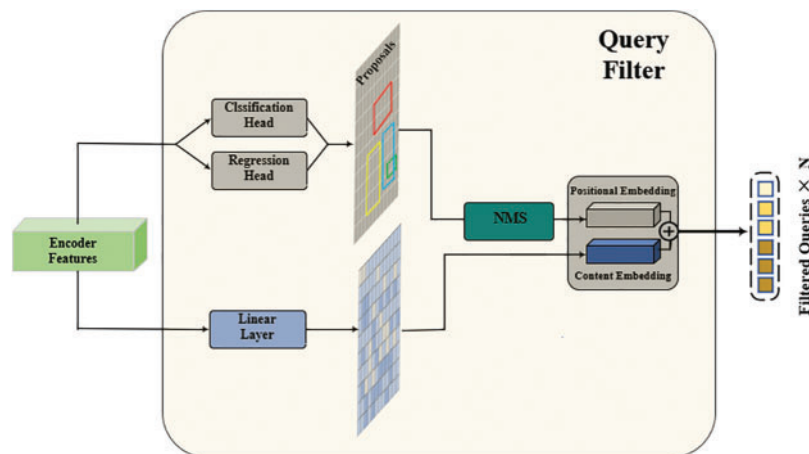 Query
Filter
Proposals
Clssification
Head
Regression
Head
Encoder
Features
Linear
Layer
NMS
Positional Embedding
Content Embedding
Filtered Queries × N